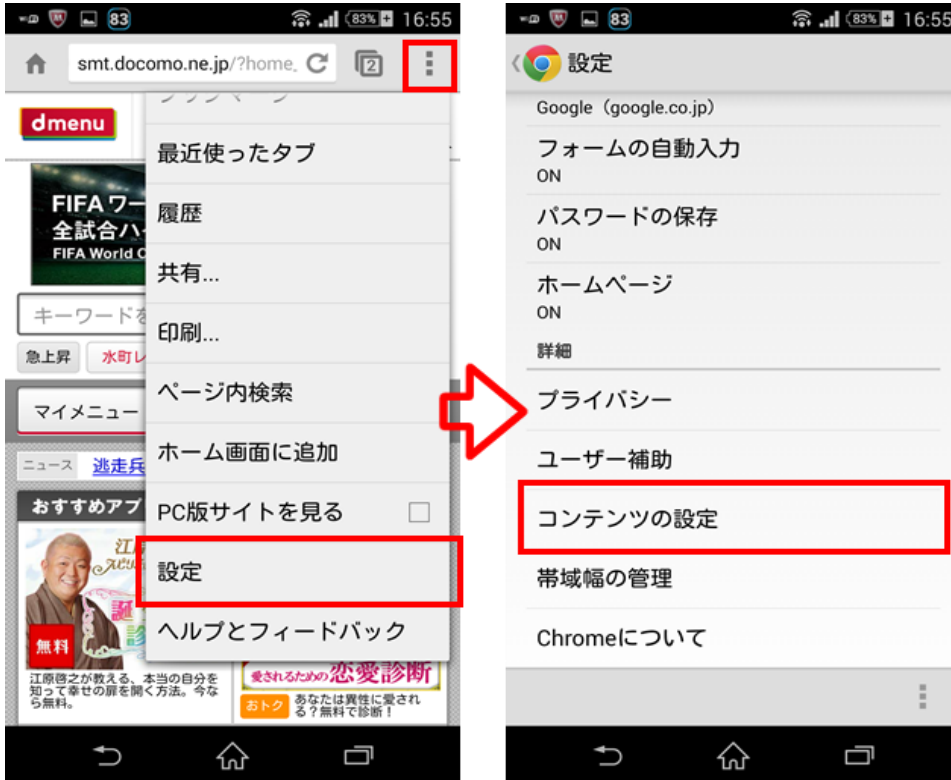 83
83%
16:55
smt.docomo.ne.jp/?home_
2
dmenu
最近使ったタブ
FIFA ワー
全試合ハ
FIFA World C
履歴
共有...
キーワードを
印刷...
急上昇
水町レ
ページ内検索
マイメニュー
ホーム画面に追加
ニュース
逃走兵
おすすめアプ
PC版サイトを見る
設定
無料
ヘルプとフィードバック
江原啓之が教える、本当の自分を
知って幸せの扉を開く方法。今な
ら無料。
愛されるための恋愛診断
おトク
あなたは異性に愛され
る?無料で診断!
83
83%
16:55
設定
Google（google.co.jp）
フォームの自動入力
ON
パスワードの保存
ON
ホームページ
ON
詳細
プライバシー
ユーザー補助
コンテンツの設定
帯域幅の管理
Chromeについて